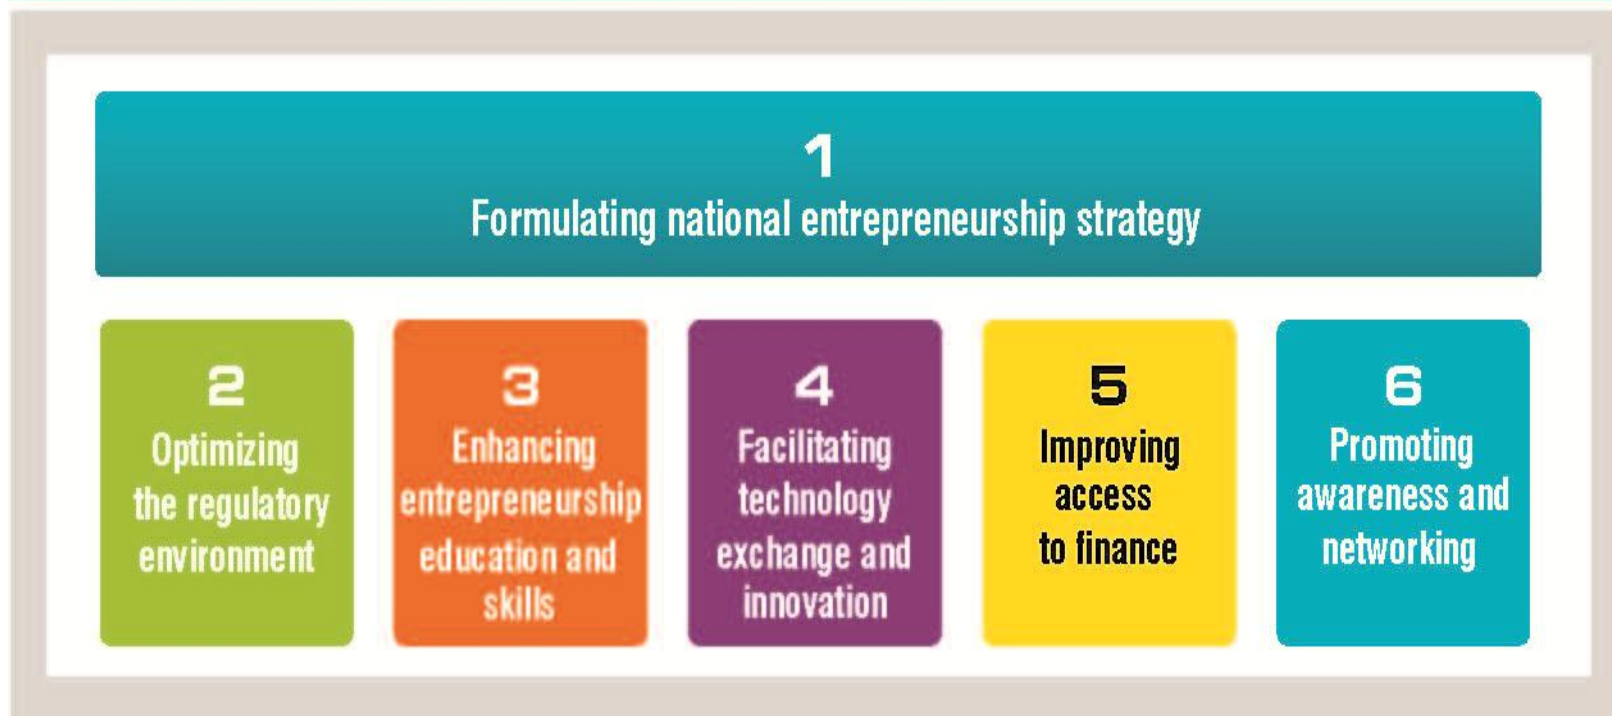 1
Formulating national entrepreneurship strategy
2
Optimizing
the regulatory
environment
3
Enhancing
entrepreneurship
education and
skills
4
Facilitating
technology
exchange and
innovation
5
Improving
access
to finance
6
Promoting
awareness and
networking